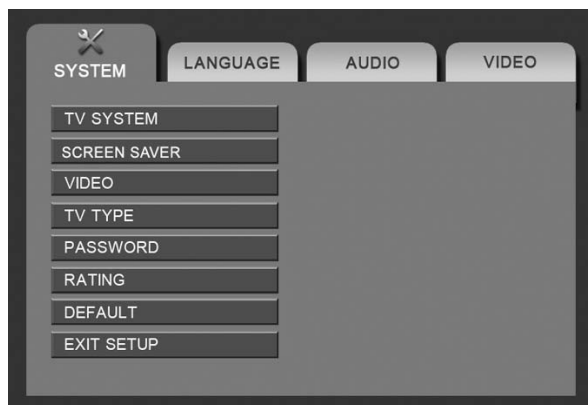 SYSTEM
LANGUAGE
AUDIO
VIDEO
TV SYSTEM
SCREEN SAVER
VIDEO
TV TYPE
PASSWORD
RATING
DEFAULT
EXIT SETUP